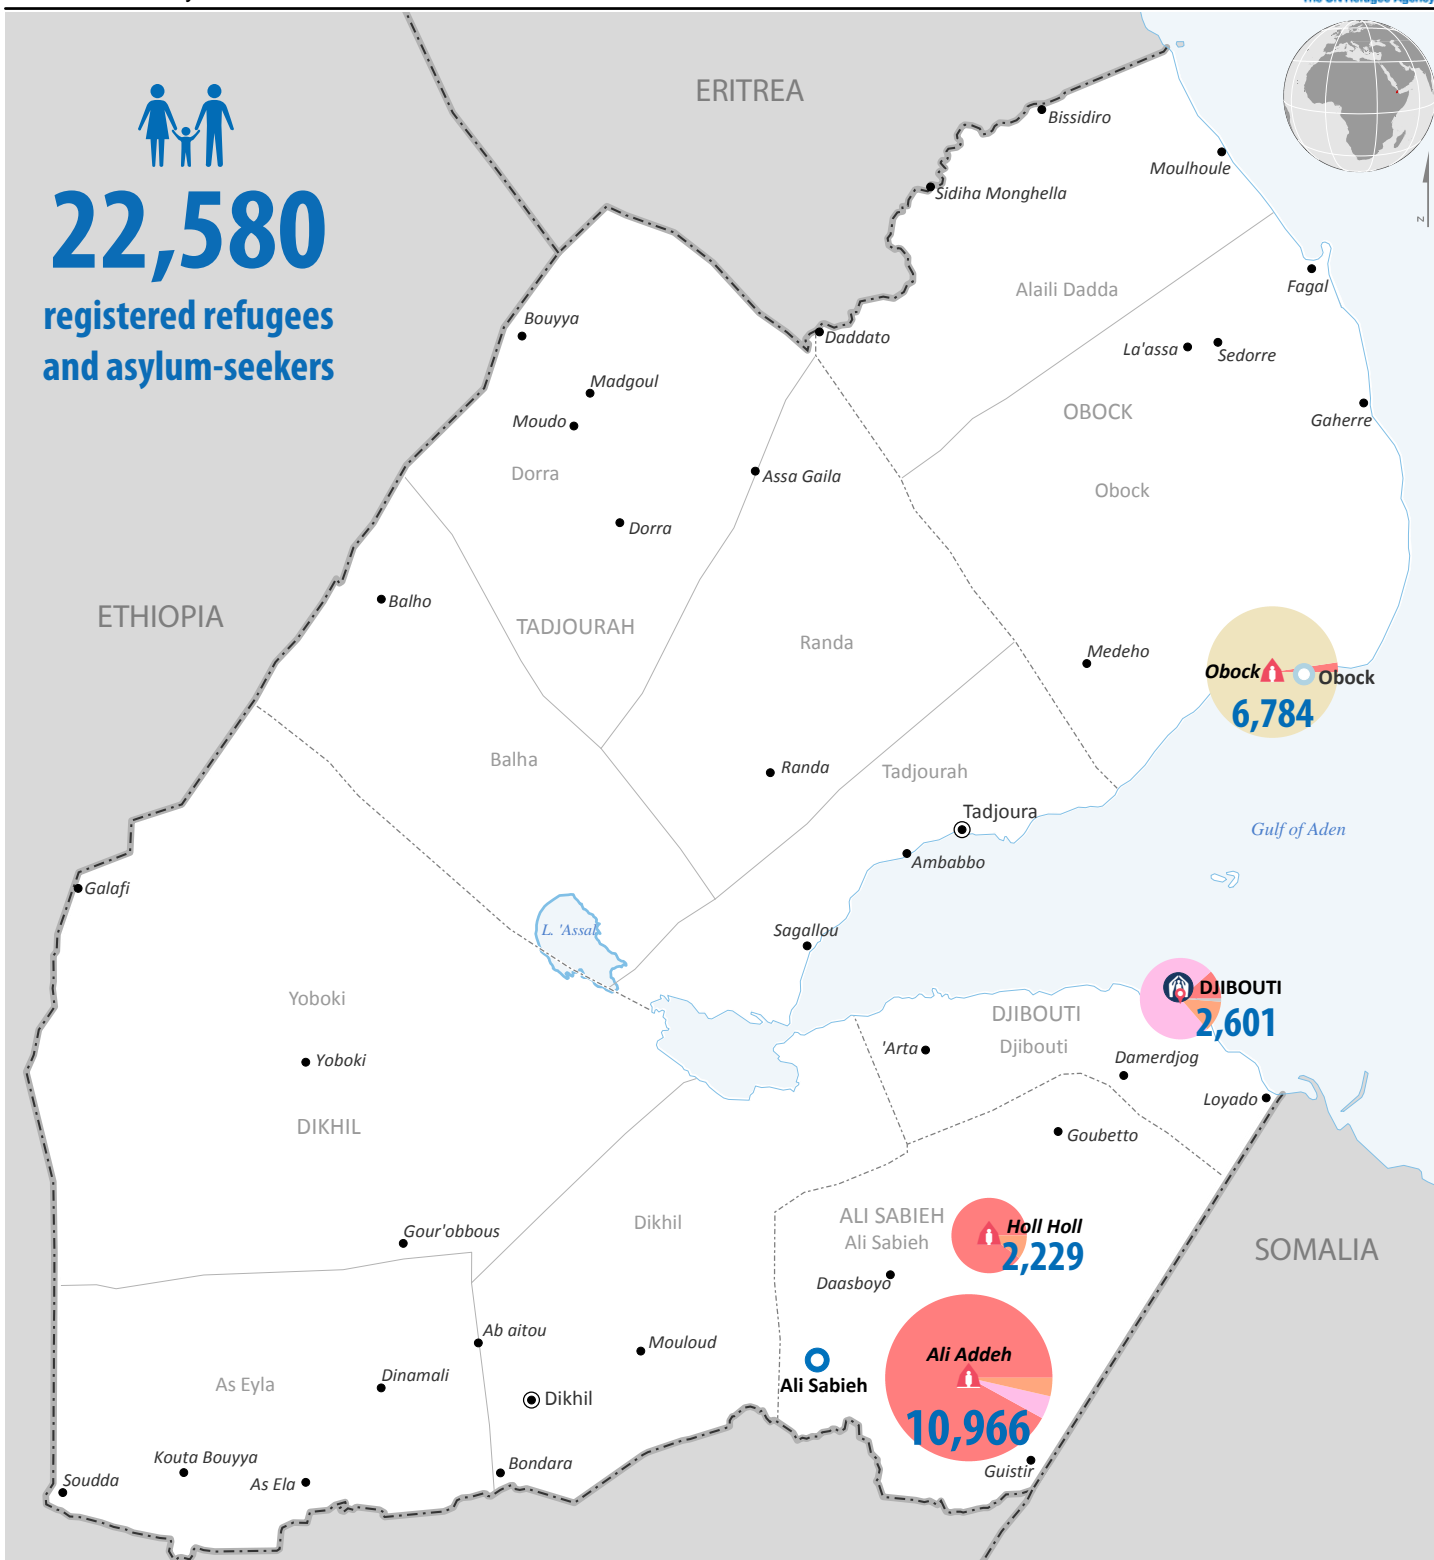 The UN Refugee Agency
ERITREA
22,580
registered refugees
and asylum-seekers
Bissidiro
Moulhoule
Sidiha Monghella
N
Fagal
Alaili Dadda
Bouyya
Daddato
La'assa
Sedorre
Madgoul
OBOCK
Gaherre
Moudo
Dorra
Assa Gaila
Obock
Dorra
ETHIOPIA
Balho
TADJOURAH
Randa
Medeho
Obock
Obock
6,784
Balha
Randa
Tadjourah
Tadjoura
Gulf of Aden
Ambabbo
Galafi
L. 'Assal
Sagallou
Yoboki
DJIBOUTI
2,601
DJIBOUTI
Djibouti
'Arta
Yoboki
Damerdjog
Loyado
DIKHIL
Goubetto
Dikhil
ALI SABIEH
Ali Sabieh
Holl Holl
2,229
Gour'obbous
SOMALIA
Daasboyo
Ab aitou
Mouloud
Ali Addeh
As Eyla
Dinamali
Dikhil
Ali Sabieh
10,966
Kouta Bouyya
Bondara
Guistir
Soudda
As Ela